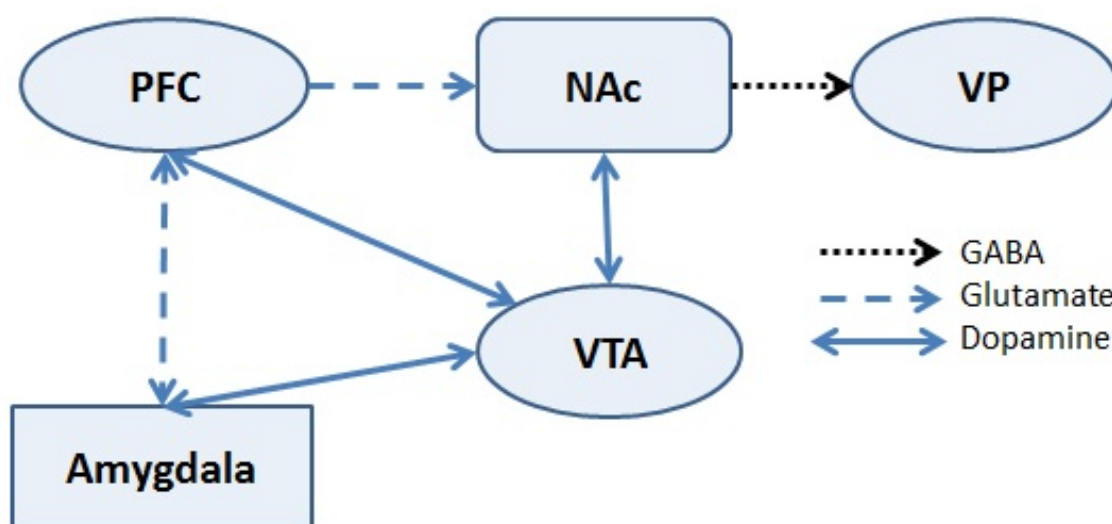 PFC
NAc
VP
GABA
Glutamate
Dopamine
VTA
Amygdala